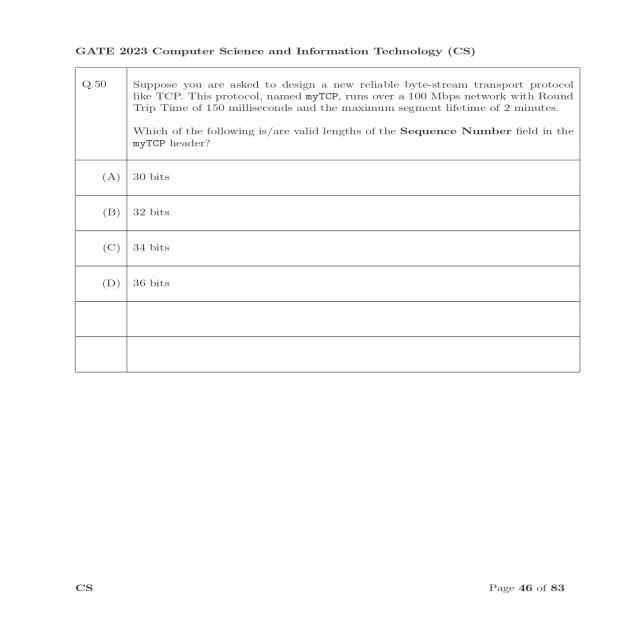 GATE 2023 Computer Science and Information Technology (CS)
Q.50 Suppose you are asked to design a new reliable byte-stream transport protocol
like TCP. This protocol, named myTCP, runs over a 100 Mbps network with Round
Trip Time of 150 milliseconds and the maximum segment lifetime of 2 minutes.
Which of the following is/are valid lengths of the Sequence Number field in the
myTCP header?
(A) 30 bits
(B) 32 bits
(C) 34 bits
(D) 36 bits
CS Page 46 of 83